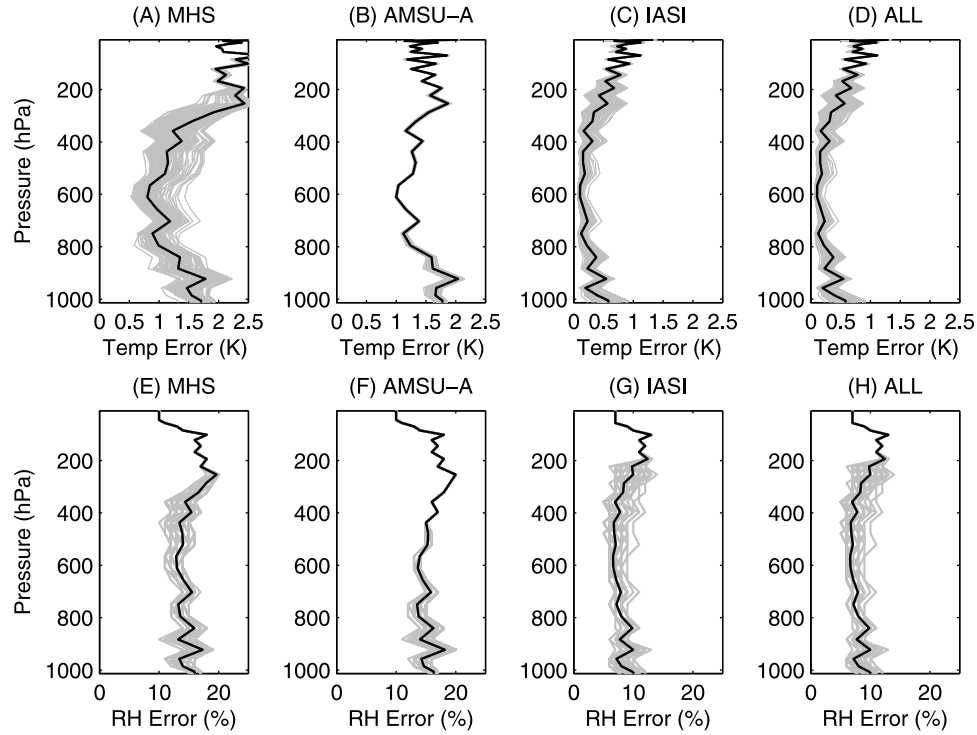 (A) MHS
(B) AMSU–A
(C) IASI
(D) ALL
Pressure (hPa)
200
400
600
800
1000
0 0.5 1 1.5 2 2.5
Temp Error (K)
200
400
600
800
1000
0 0.5 1 1.5 2 2.5
Temp Error (K)
200
400
600
800
1000
0 0.5 1 1.5 2 2.5
Temp Error (K)
200
400
600
800
1000
0 0.5 1 1.5 2 2.5
Temp Error (K)
(E) MHS
(F) AMSU–A
(G) IASI
(H) ALL
Pressure (hPa)
200
400
600
800
1000
0 10 20
RH Error (%)
200
400
600
800
1000
0 10 20
RH Error (%)
200
400
600
800
1000
0 10 20
RH Error (%)
200
400
600
800
1000
0 10 20
RH Error (%)